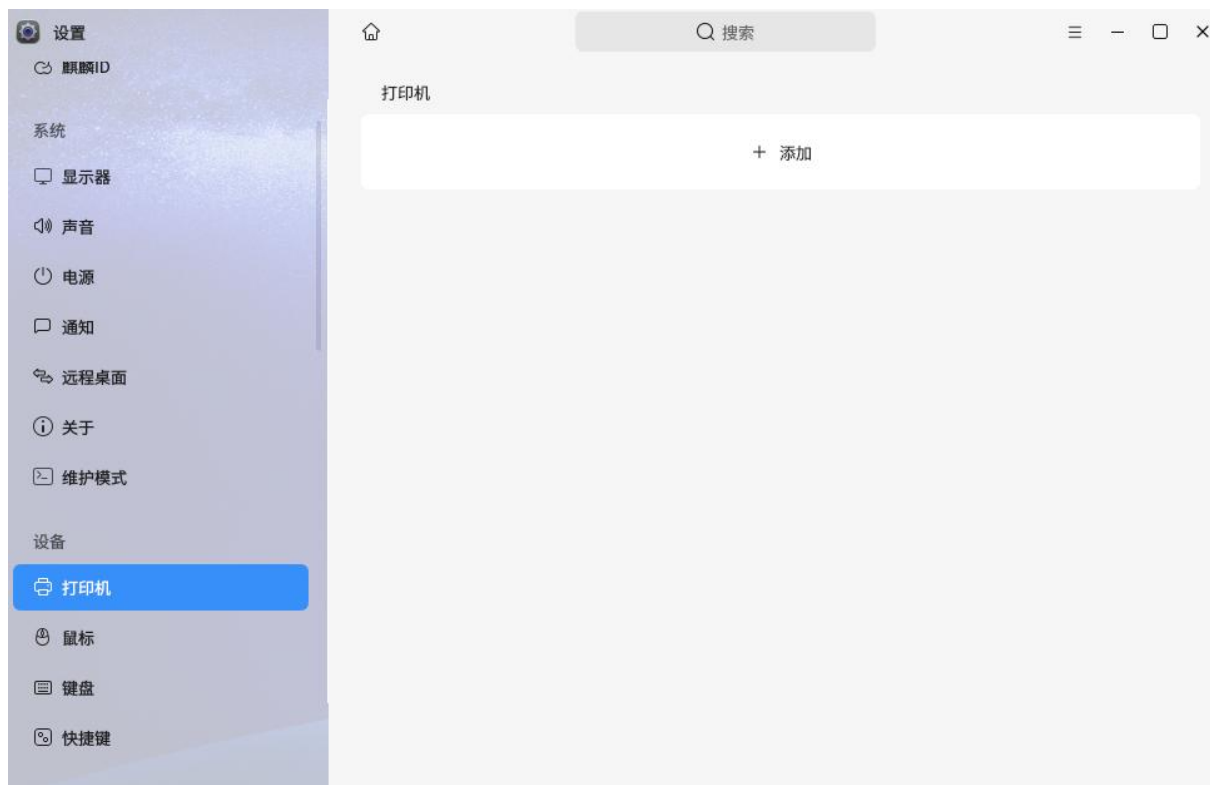 设置
搜索
麒麟ID
打印机
系统
+ 添加
显示器
声音
电源
通知
远程桌面
关于
维护模式
设备
打印机
鼠标
键盘
快捷键